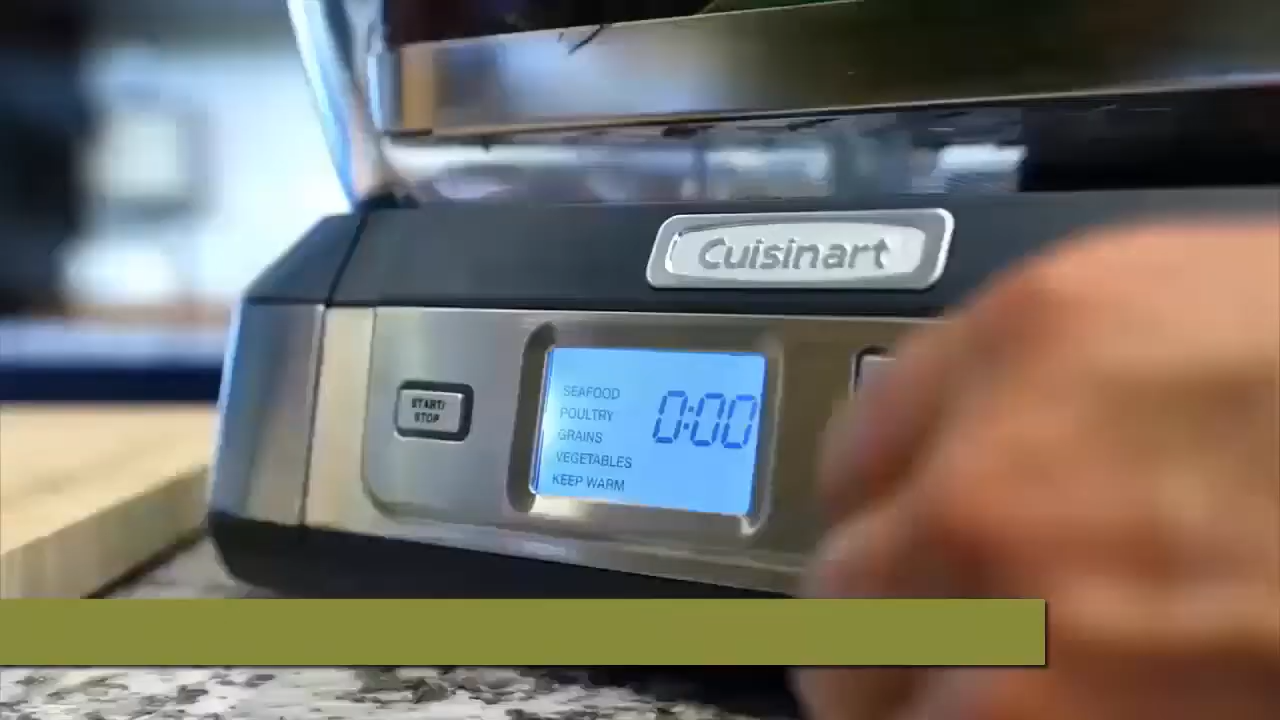 Cuisinart
START/
STOP
SEAFOOD
POULTRY
GRAINS
VEGETABLES
KEEP WARM
0:00